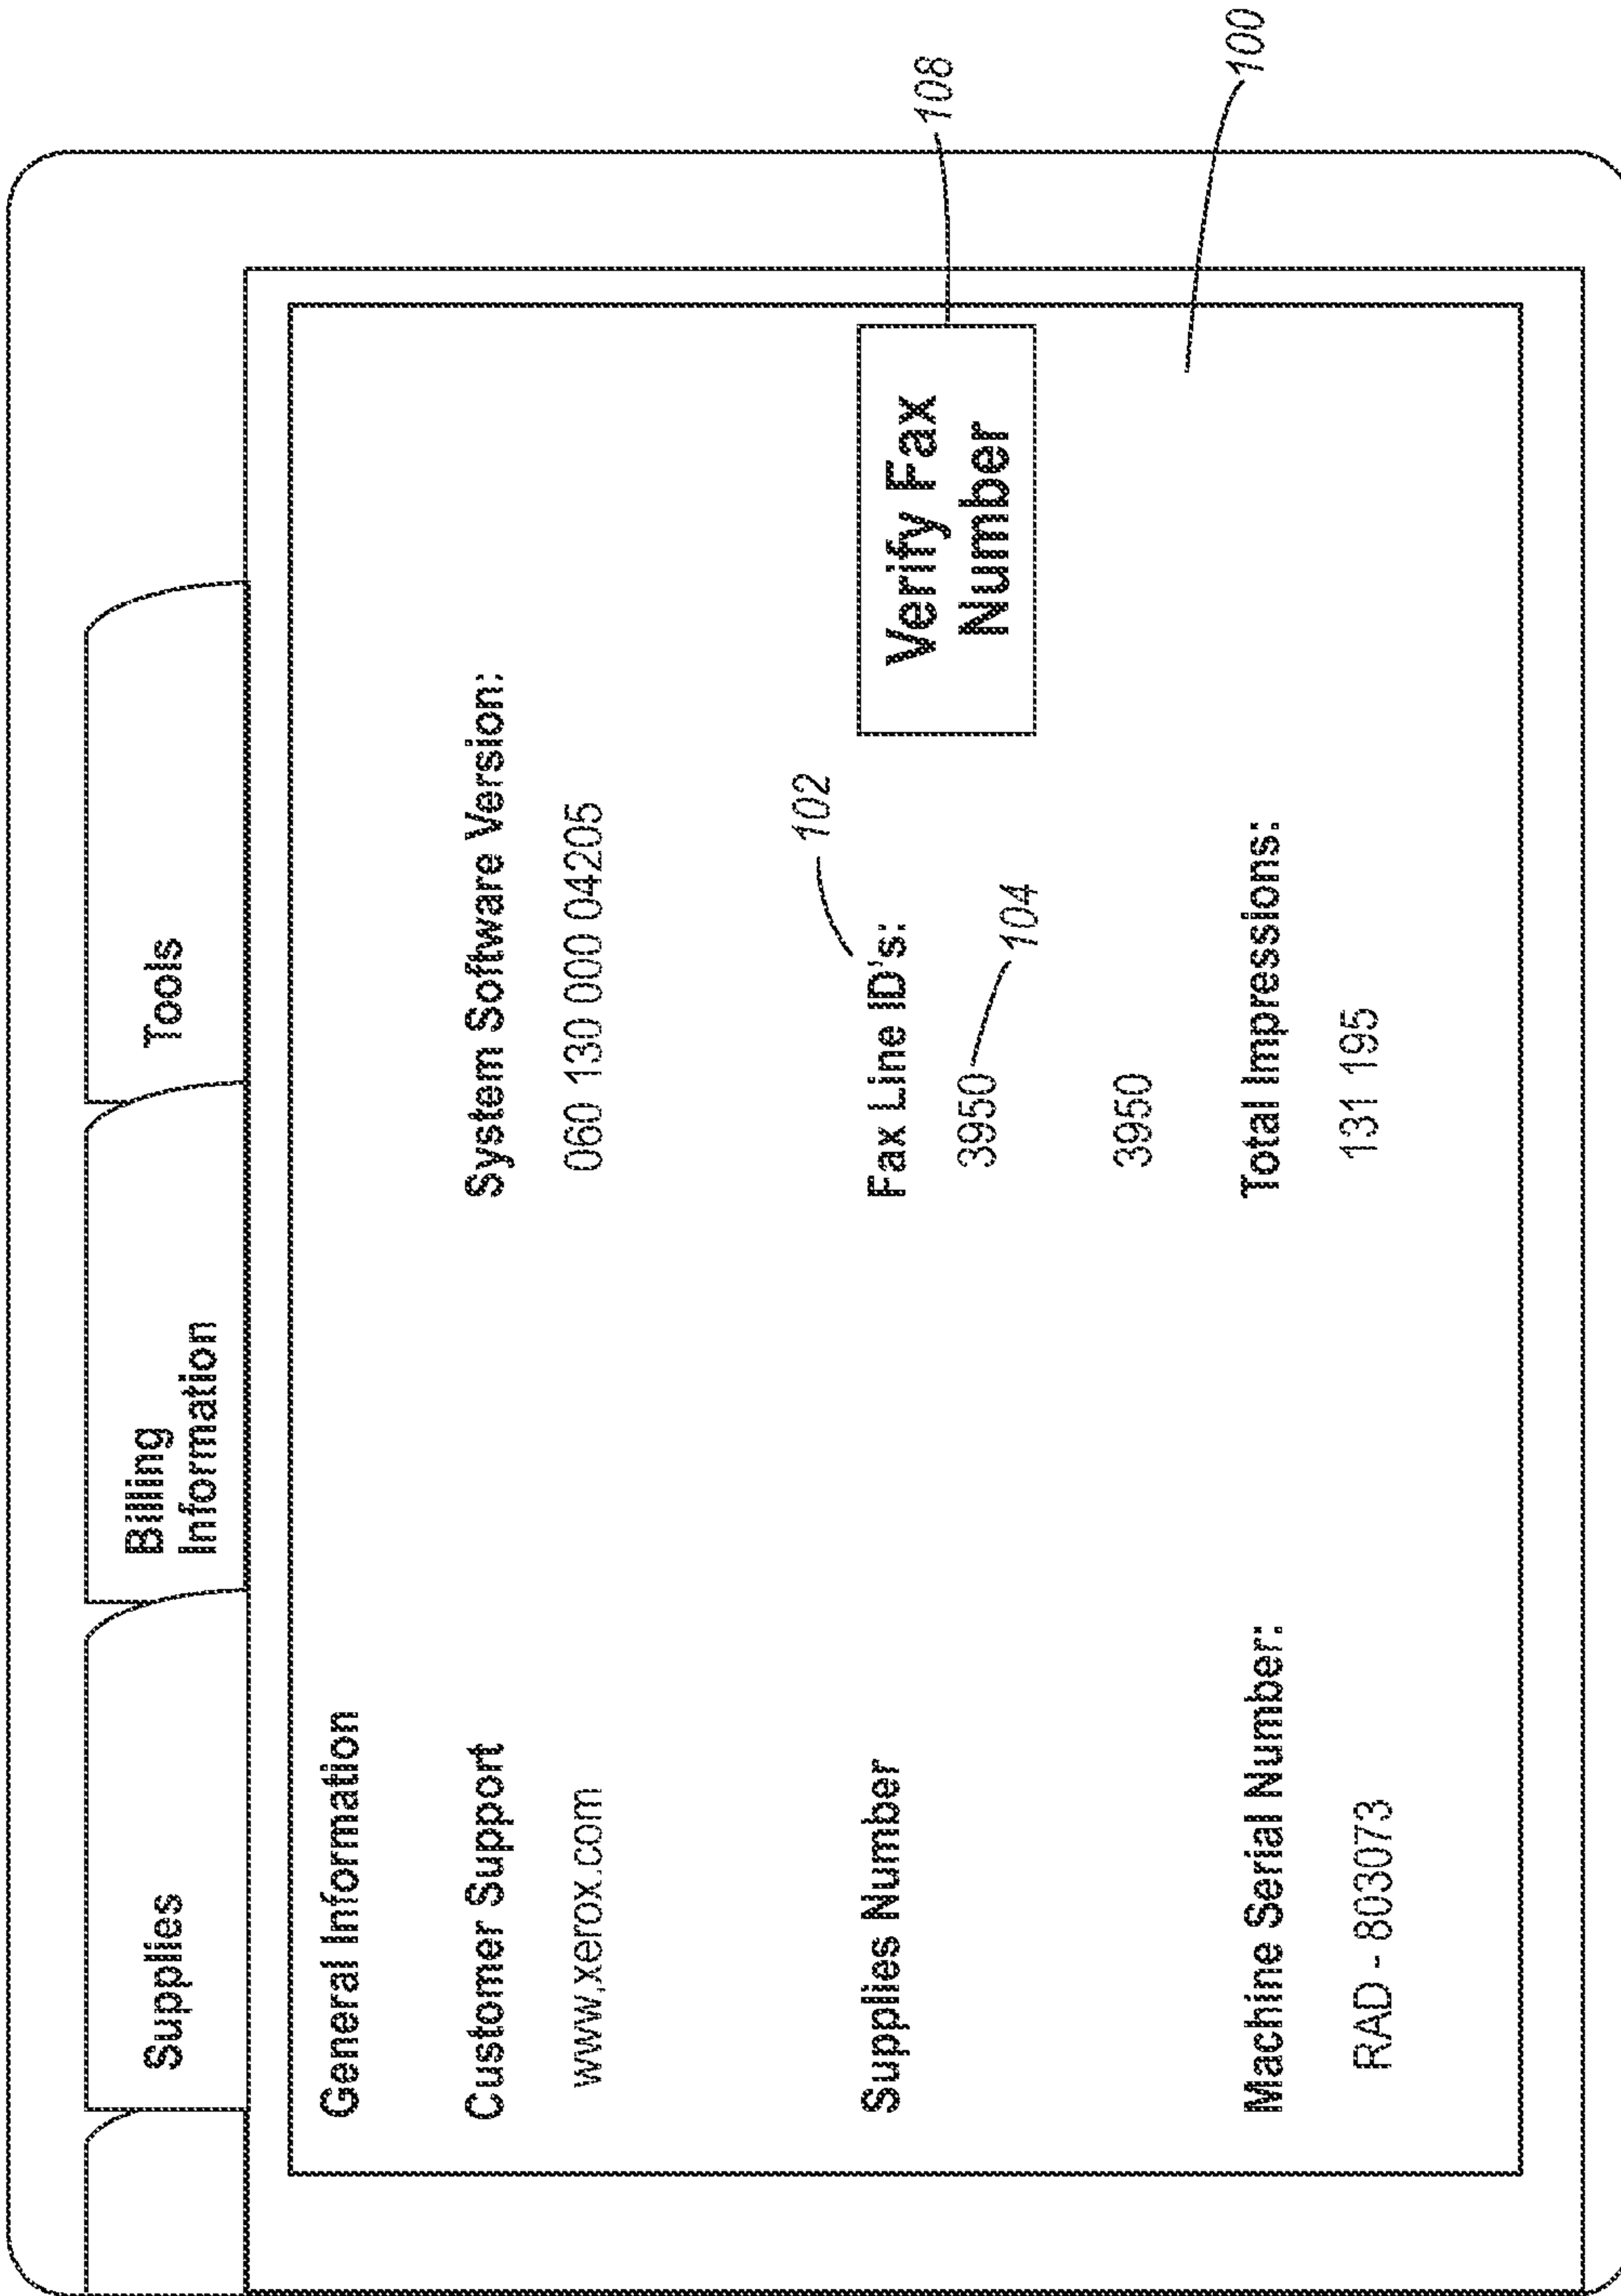 Supplies
Billing
Information
Tools
General Information
Customer Support
www.xerox.com
System Software Version:
060 130 000 04205
Supplies Number
102
Fax Line ID's:
3950
104
3950
Verify Fax
Number
108
Machine Serial Number:
RAD - 803073
Total Impressions:
131 195
100